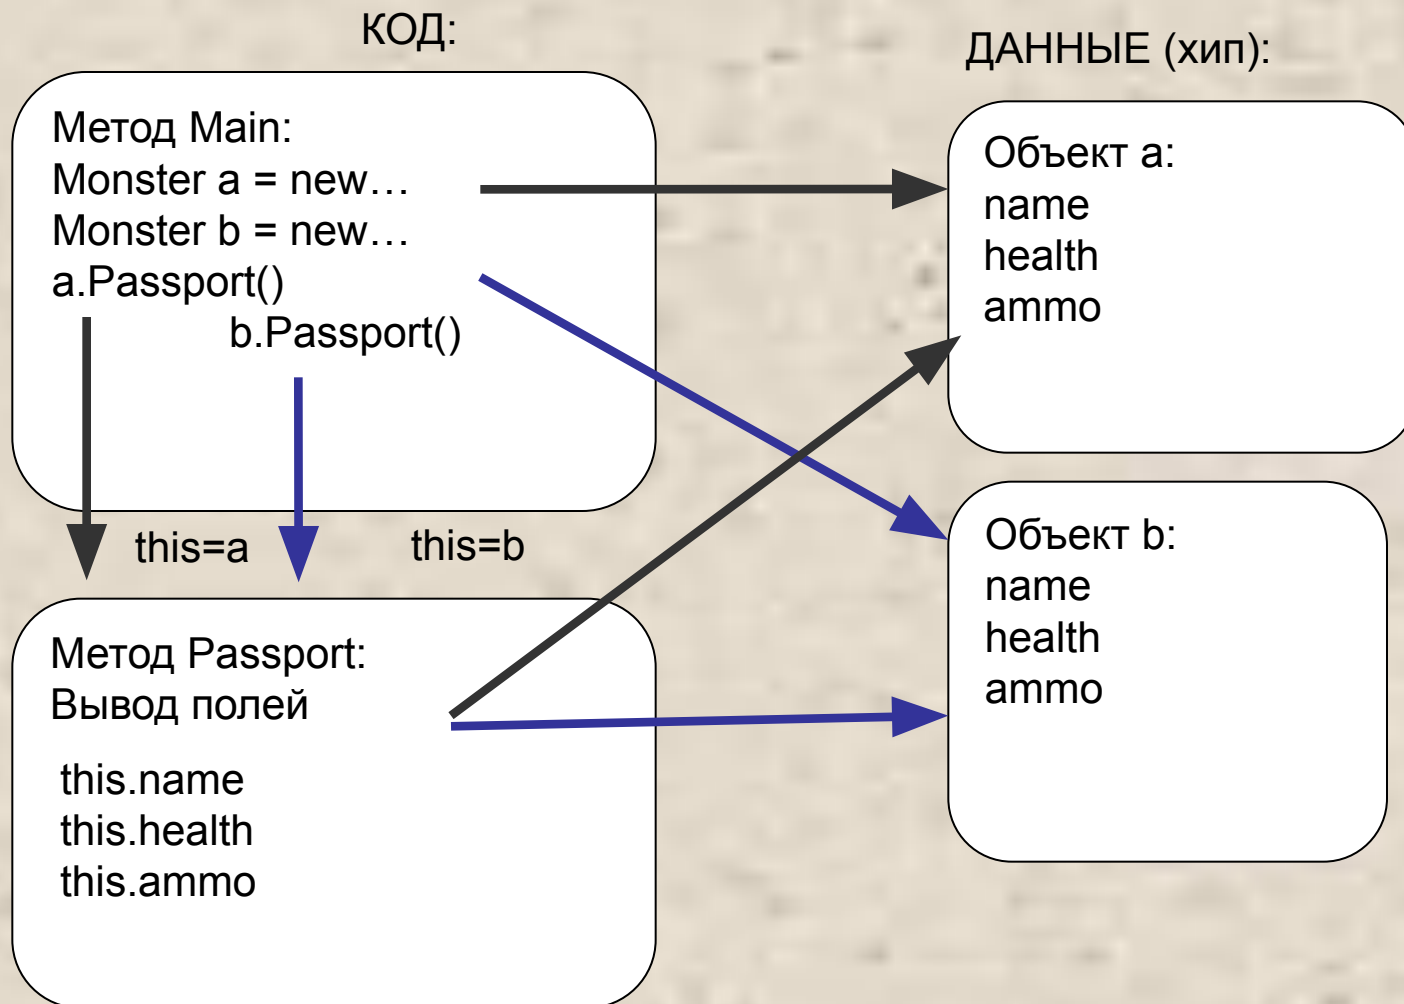 КОД:
Метод Main:
Monster a = new…
Monster b = new…
a.Passport()
b.Passport()
this=a
this=b
Метод Passport:
Вывод полей
this.name
this.health
this.ammo
ДАННЫЕ (хип):
Объект a:
name
health
ammo
Объект b:
name
health
ammo